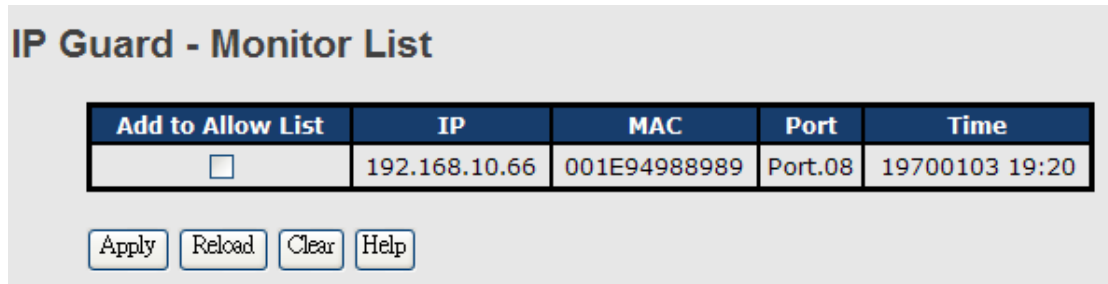 IP Guard - Monitor List
Add to Allow List IP MAC Port Time
192.168.10.66 001E94988989 Port.08 19700103 19:20
Apply Reload Clear Help